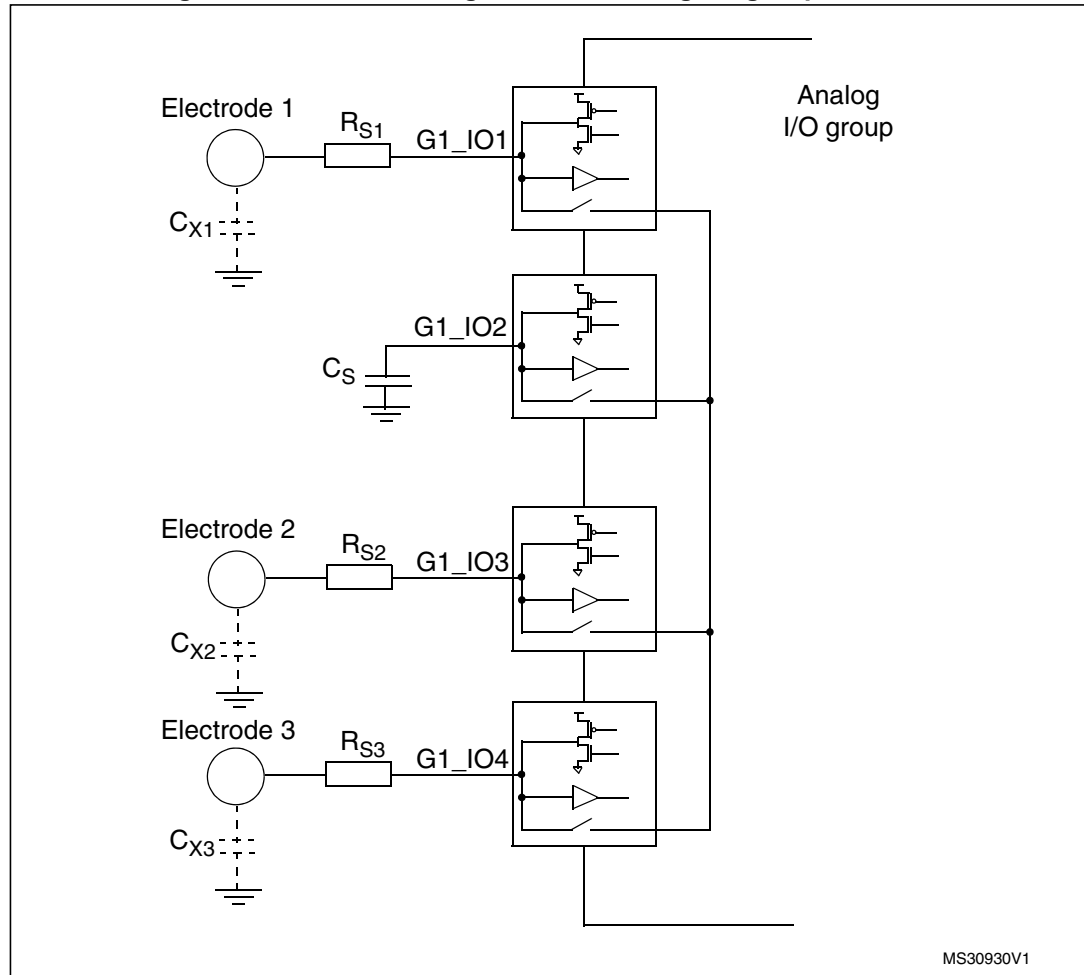 Analog
I/O group
Electrode 1
RS1
G1_IO1
CX1
G1_IO2
CS
Electrode 2
RS2
G1_IO3
CX2
Electrode 3
RS3
G1_IO4
CX3
MS30930V1